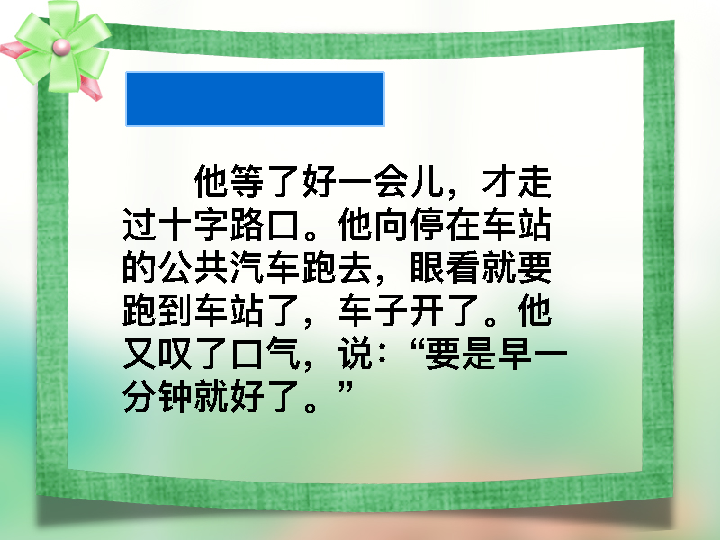 他等了好一会儿，才走
过十字路口。他向停在车站
的公共汽车跑去，眼看就要
跑到车站了，车子开了。他
又叹了口气，说：“要是早一
分钟就好了。”